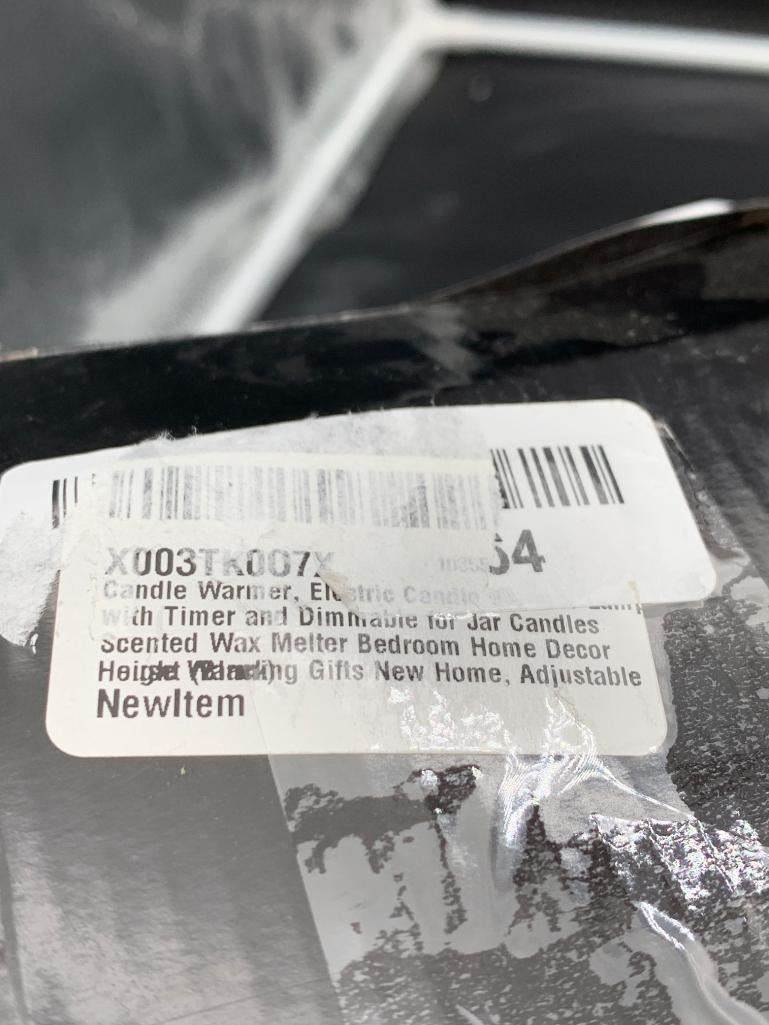 X003TK007X
64
Candle Warmer, Electric Candle
with Timer and Dimmable for Jar Candles
Scented Wax Melter Bedroom Home Decor
Gifts New Home, Adjustable
NewItem